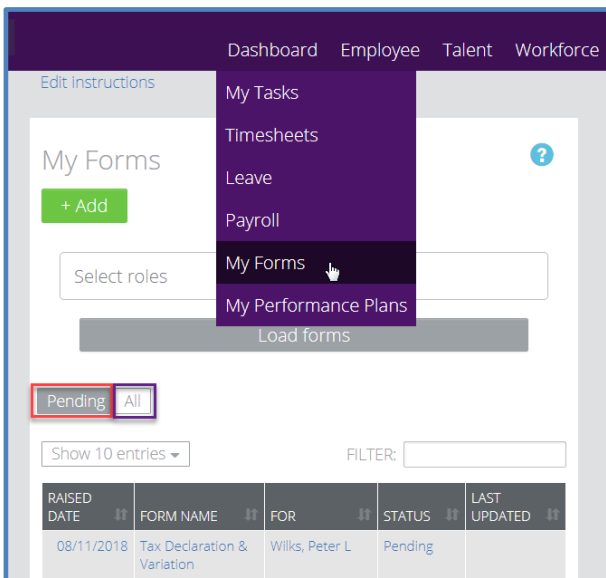 Dashboard Employee Talent Workforce
Edit instructions
My Tasks
Timesheets
Leave
Payroll
My Forms
My Performance Plans
My Forms
?
+ Add
Select roles
Load forms
Pending All
Show 10 entries
FILTER:
RAISED DATE FORM NAME FOR STATUS LAST UPDATED
08/11/2018 Tax Declaration & Wilks, Peter L Pending
Variation